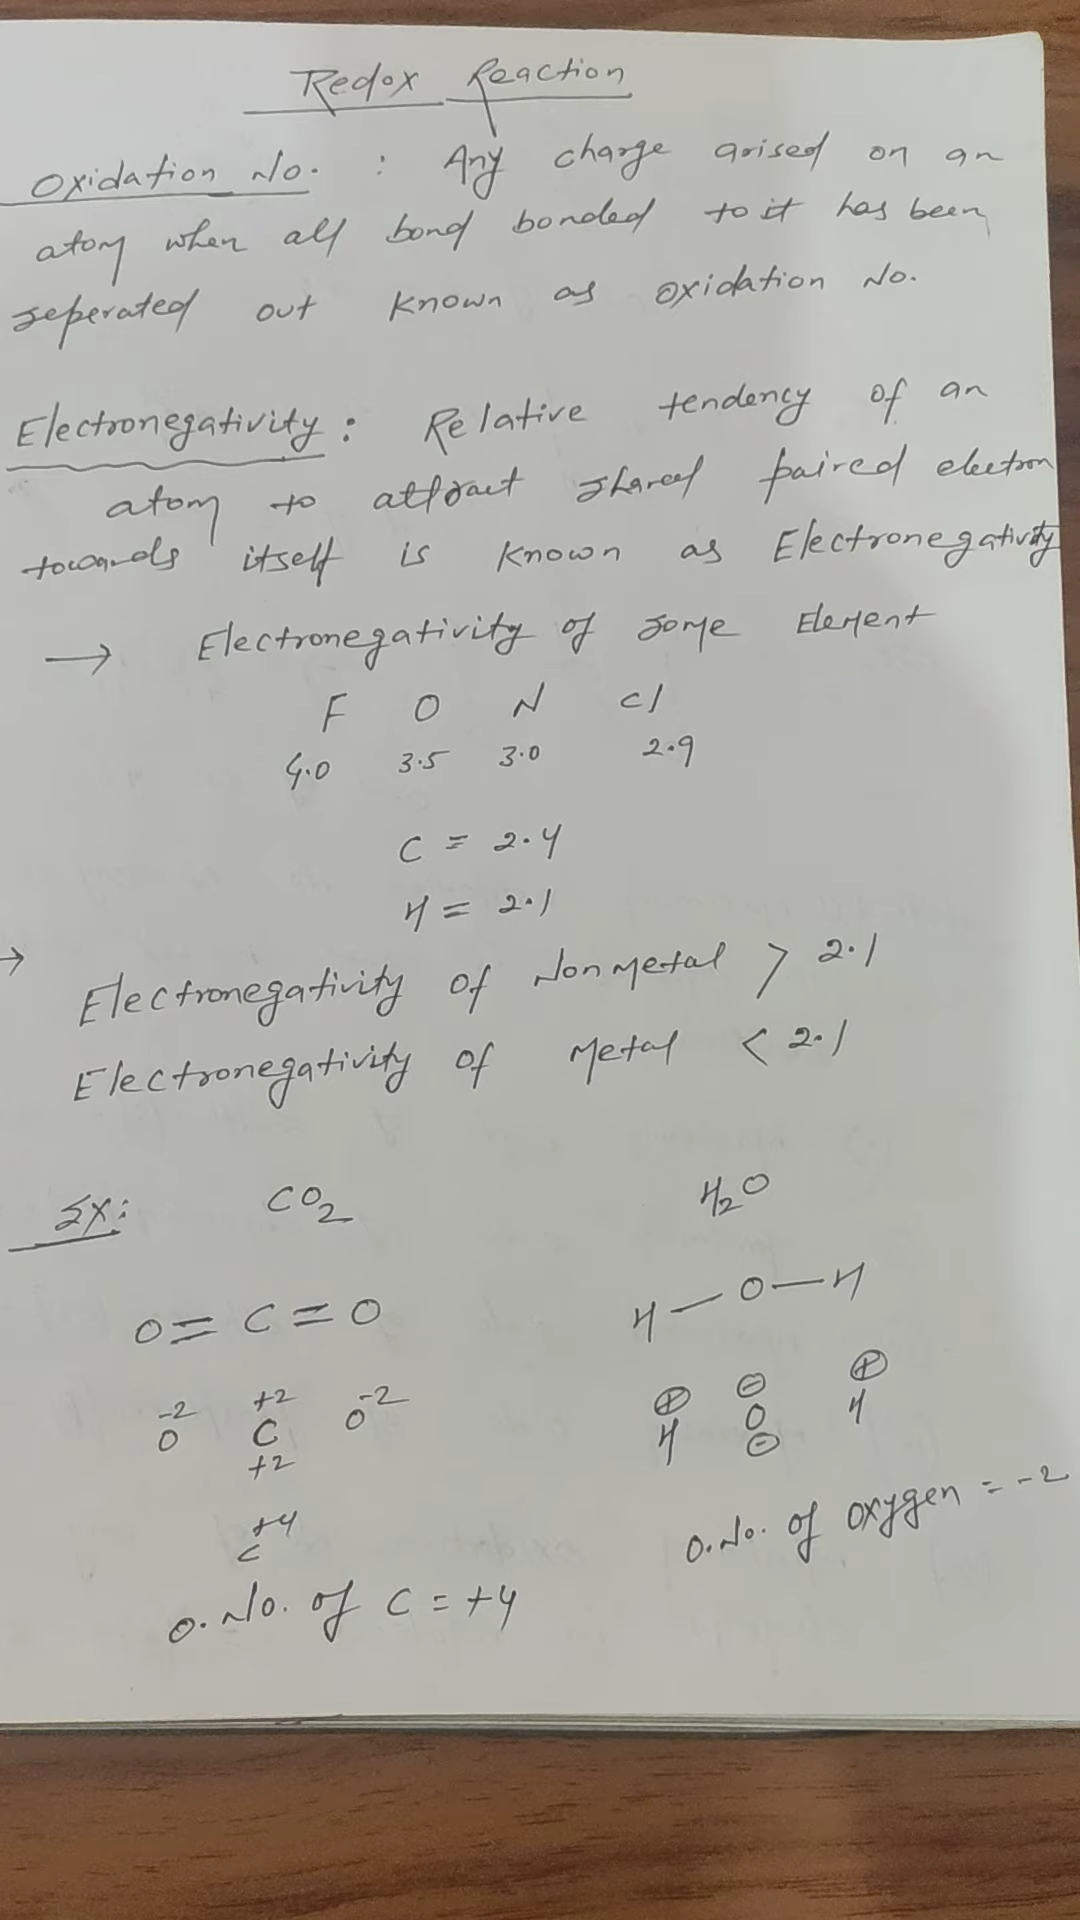 Redox Reaction
Oxidation No. : Any charge arised on an
atom when all bond bonded to it has been
seperated out known as oxidation No.
Electronegativity : Relative tendency of an
atom to attract shared paired electron
towards itself is known as Electronegativity
→ Electronegativity of some Element
F O N Cl
4.0 3.5 3.0 2.9
C = 2.4
H = 2.1
→
Electronegativity of Nonmetal > 2.1
Electronegativity of Metal < 2.1
Ex: CO2 H2O
O=C=O H—O—H
-2 +2 -2 ⊕ ⊖ ⊕
O C O H O H
+2 ⊖
+4
C
O. No. of oxygen = -2
O. No. of C = +4